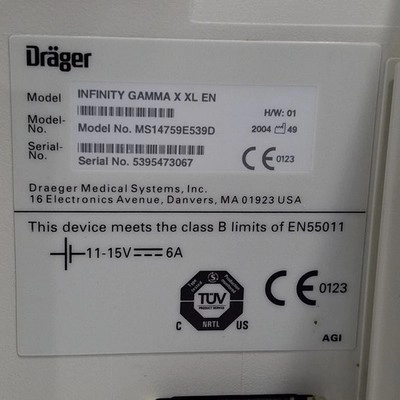 Dräger
Model INFINITY GAMMA X XL EN
H/W: 01
Model-No. Model No. MS14759E539D
2004 49
Serial-No. Serial No. 5395473067
CE 0123
Draeger Medical Systems, Inc.
16 Electronics Avenue, Danvers, MA 01923 USA
This device meets the class B limits of EN55011
11-15V 6A
TÜV
PRODUCT SERVICE
C NRTL US
CE 0123
AGI